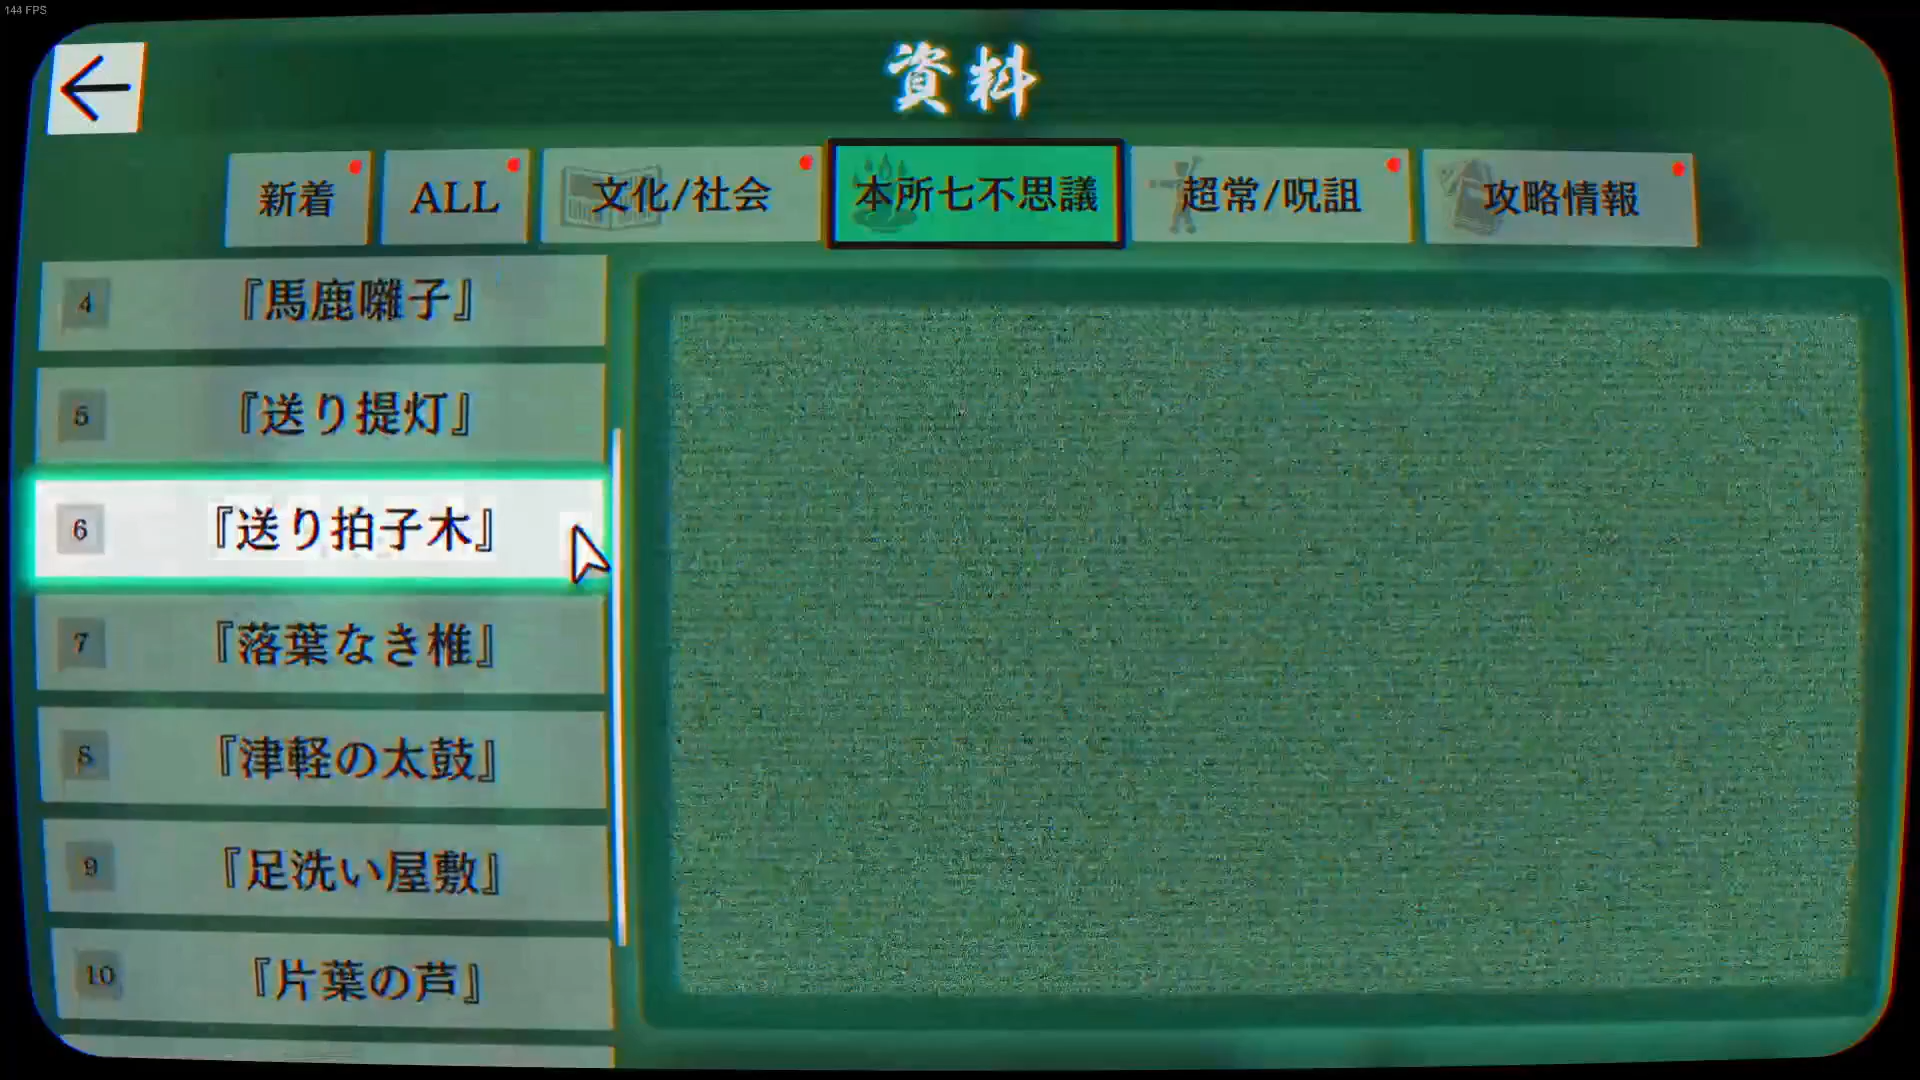 144 FPS
資料
新着
ALL
文化/社会
本所七不思議
超常/呪詛
攻略情報
4 『馬鹿囃子』
5 『送り提灯』
6 『送り拍子木』
7 『落葉なき椎』
8 『津軽の太鼓』
9 『足洗い屋敷』
10 『片葉の芦』